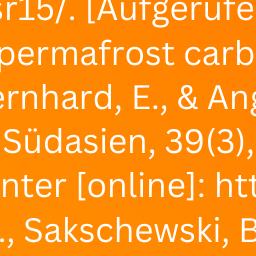 sr15/. [Aufgerufe
permafrost carb
ernhard, E., & Ang
Südasien, 39(3),
nter [online]: htt
., Sakschewski, B